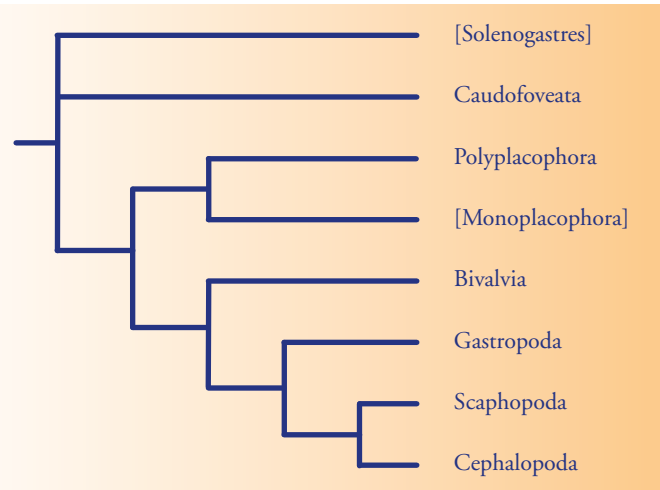 [Solenogastres]
Caudofoveata
Polyplacophora
[Monoplacophora]
Bivalvia
Gastropoda
Scaphopoda
Cephalopoda